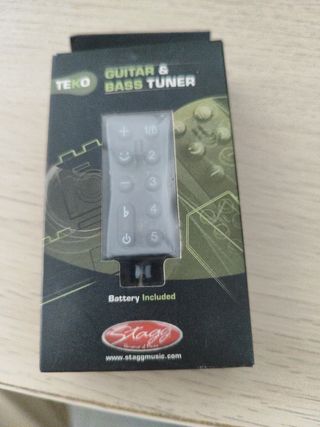 TEKO
GUITAR &
BASS TUNER
+ 1/6
2
− 3
♭ 4
5
Battery Included
Stagg
www.staggmusic.com